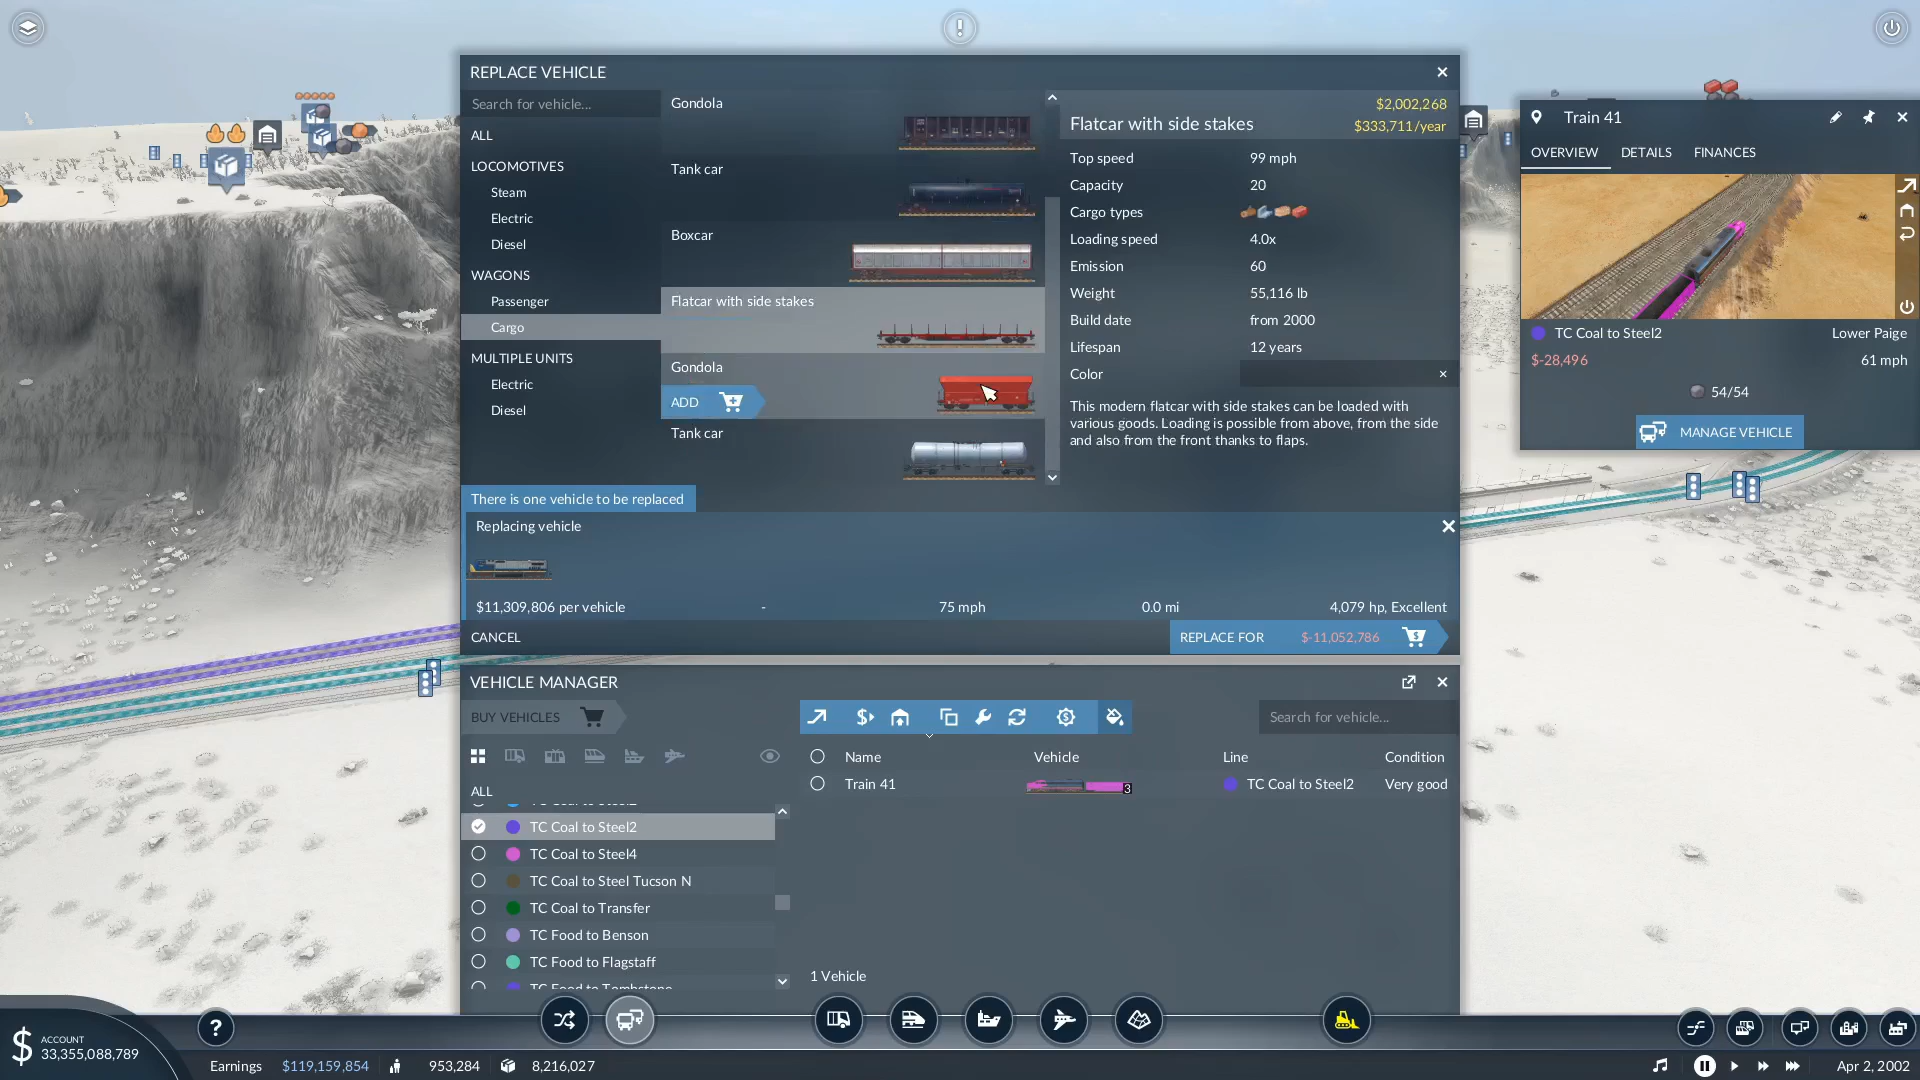 REPLACE VEHICLE
Search for vehicle...
ALL
LOCOMOTIVES
Steam
Electric
Diesel
WAGONS
Passenger
Cargo
MULTIPLE UNITS
Electric
Diesel
Gondola
Tank car
Boxcar
Flatcar with side stakes
Gondola
ADD
Tank car
$2,002,268
Flatcar with side stakes
$333,711/year
Top speed 99 mph
Capacity 20
Cargo types
Loading speed 4.0x
Emission 60
Weight 55,116 lb
Build date from 2000
Lifespan 12 years
Color
This modern flatcar with side stakes can be loaded with
various goods. Loading is possible from above, from the side
and also from the front thanks to flaps.
There is one vehicle to be replaced
Replacing vehicle
$11,309,806 per vehicle - 75 mph 0.0 mi 4,079 hp, Excellent
CANCEL
REPLACE FOR $-11,052,786
Train 41
OVERVIEW DETAILS FINANCES
TC Coal to Steel2 Lower Paige
$-28,496 61 mph
54/54
MANAGE VEHICLE
VEHICLE MANAGER
BUY VEHICLES
Search for vehicle...
ALL
TC Coal to Steel2
TC Coal to Steel4
TC Coal to Steel Tucson N
TC Coal to Transfer
TC Food to Benson
TC Food to Flagstaff
TC Food to Tombstone
Name Vehicle Line Condition
Train 41 3 TC Coal to Steel2 Very good
1 Vehicle
$ ACCOUNT
33,355,088,789
?
Earnings $119,159,854 953,284 8,216,027
Apr 2, 2002